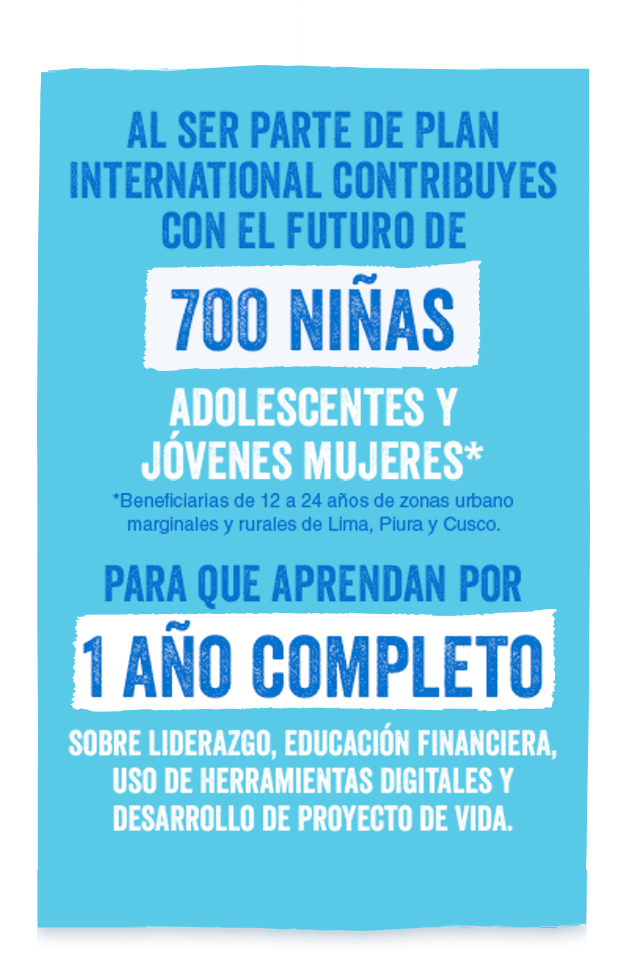 AL SER PARTE DE PLAN
INTERNATIONAL CONTRIBUYES
CON EL FUTURO DE
700 NIÑAS
ADOLESCENTES Y
JÓVENES MUJERES*
*Beneficiarias de 12 a 24 años de zonas urbano
marginales y rurales de Lima, Piura y Cusco.
PARA QUE APRENDAN POR
1 AÑO COMPLETO
SOBRE LIDERAZGO, EDUCACIÓN FINANCIERA,
USO DE HERRAMIENTAS DIGITALES Y
DESARROLLO DE PROYECTO DE VIDA.